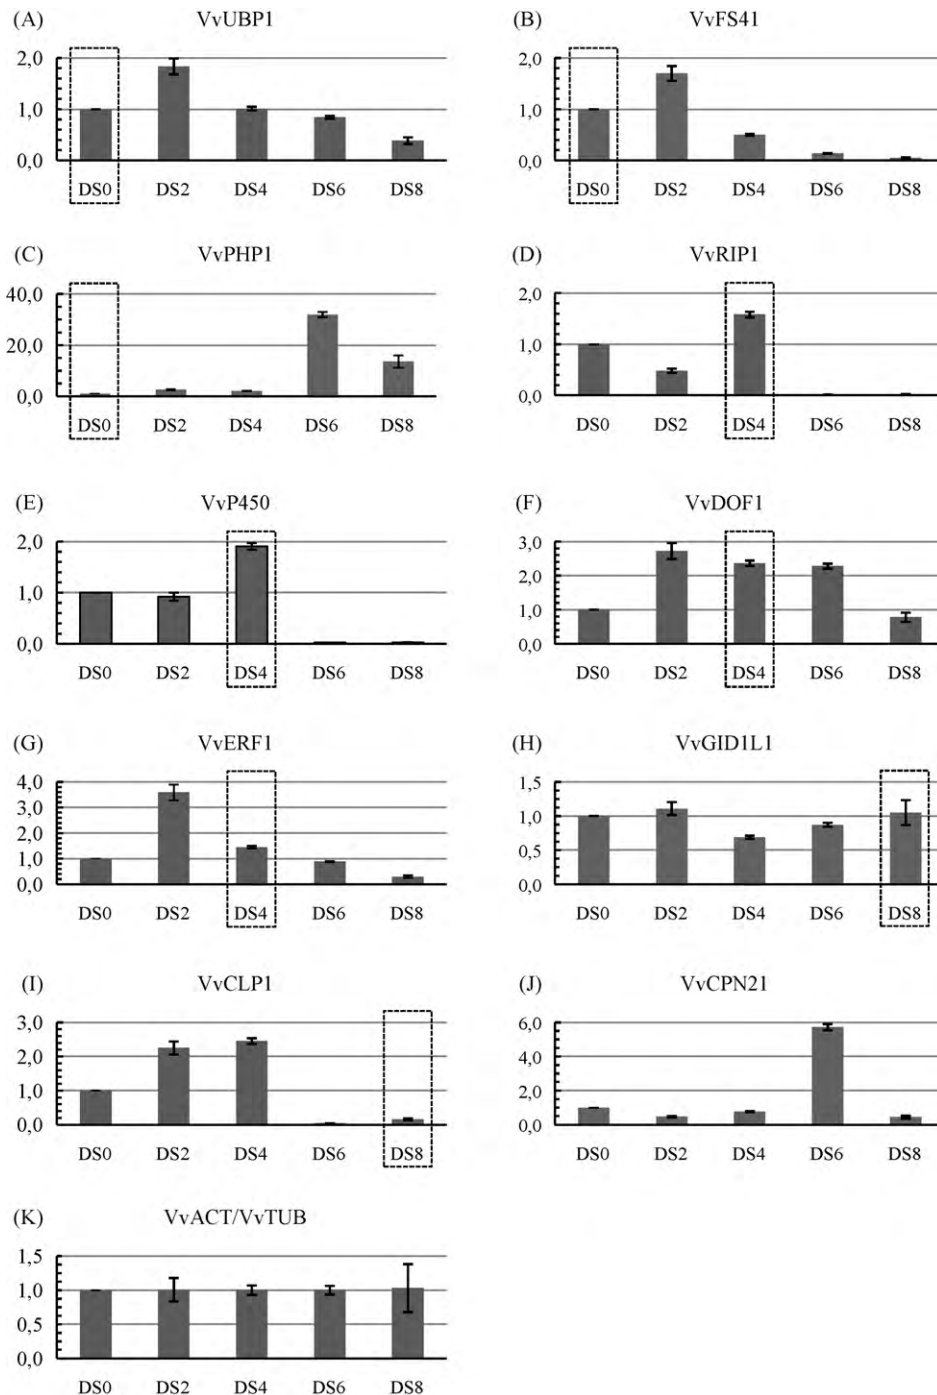 (A) VvUBP1
2,0
1,0
0,0
DS0 DS2 DS4 DS6 DS8
(B) VvFS41
2,0
1,0
0,0
DS0 DS2 DS4 DS6 DS8
(C) VvPHP1
40,0
20,0
0,0
DS0 DS2 DS4 DS6 DS8
(D) VvRIP1
2,0
1,0
0,0
DS0 DS2 DS4 DS6 DS8
(E) VvP450
2,0
1,0
0,0
DS0 DS2 DS4 DS6 DS8
(F) VvDOF1
3,0
2,0
1,0
0,0
DS0 DS2 DS4 DS6 DS8
(G) VvERF1
4,0
3,0
2,0
1,0
0,0
DS0 DS2 DS4 DS6 DS8
(H) VvGID1L1
1,5
1,0
0,5
0,0
DS0 DS2 DS4 DS6 DS8
(I) VvCLP1
3,0
2,0
1,0
0,0
DS0 DS2 DS4 DS6 DS8
(J) VvCPN21
6,0
4,0
2,0
0,0
DS0 DS2 DS4 DS6 DS8
(K) VvACT/VvTUB
1,5
1,0
0,5
0,0
DS0 DS2 DS4 DS6 DS8